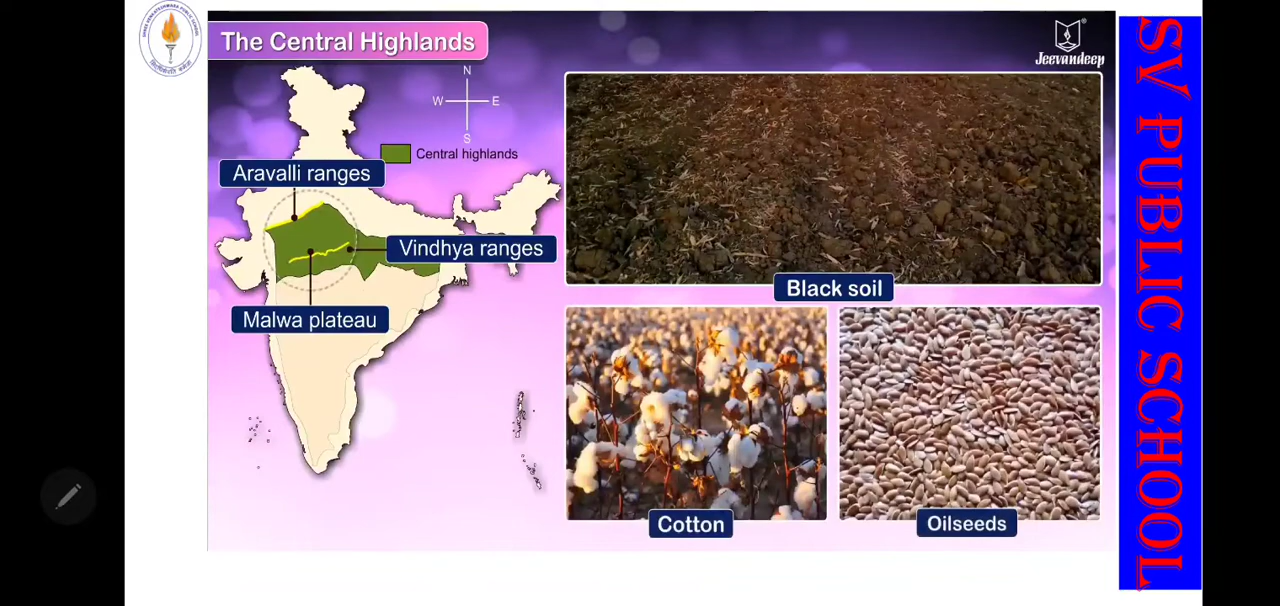 The Central Highlands
Jeevandeep
N
W
E
S
Central highlands
Aravalli ranges
Vindhya ranges
Malwa plateau
Black soil
Cotton
Oilseeds
SV PUBLIC SCHOOL